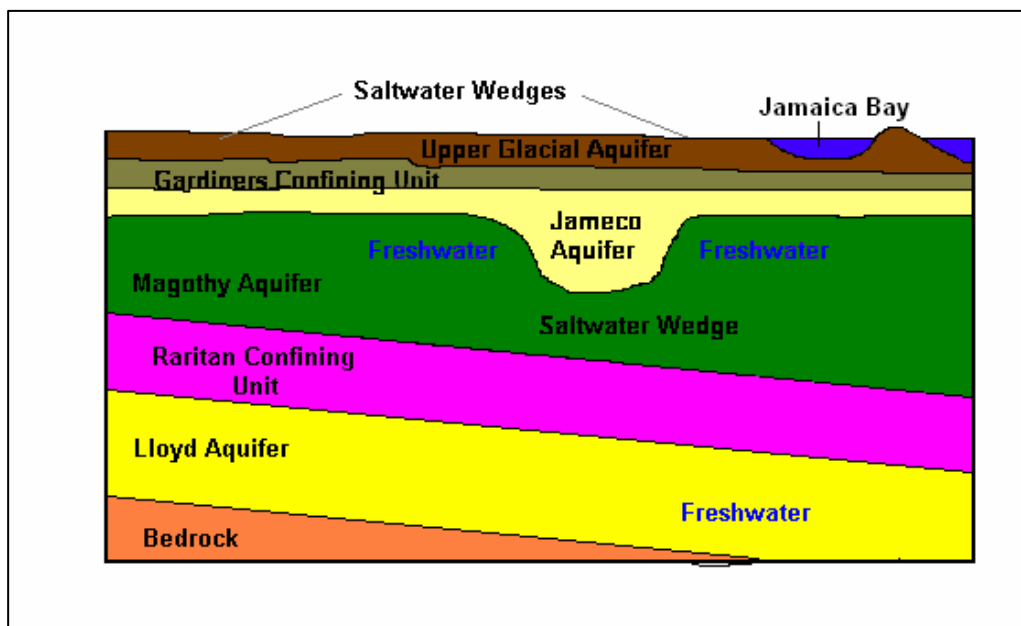 Saltwater Wedges
Jamaica Bay
Upper Glacial Aquifer
Gardiners Confining Unit
Jameco
Aquifer
Freshwater
Freshwater
Magothy Aquifer
Saltwater Wedge
Raritan Confining
Unit
Lloyd Aquifer
Freshwater
Bedrock